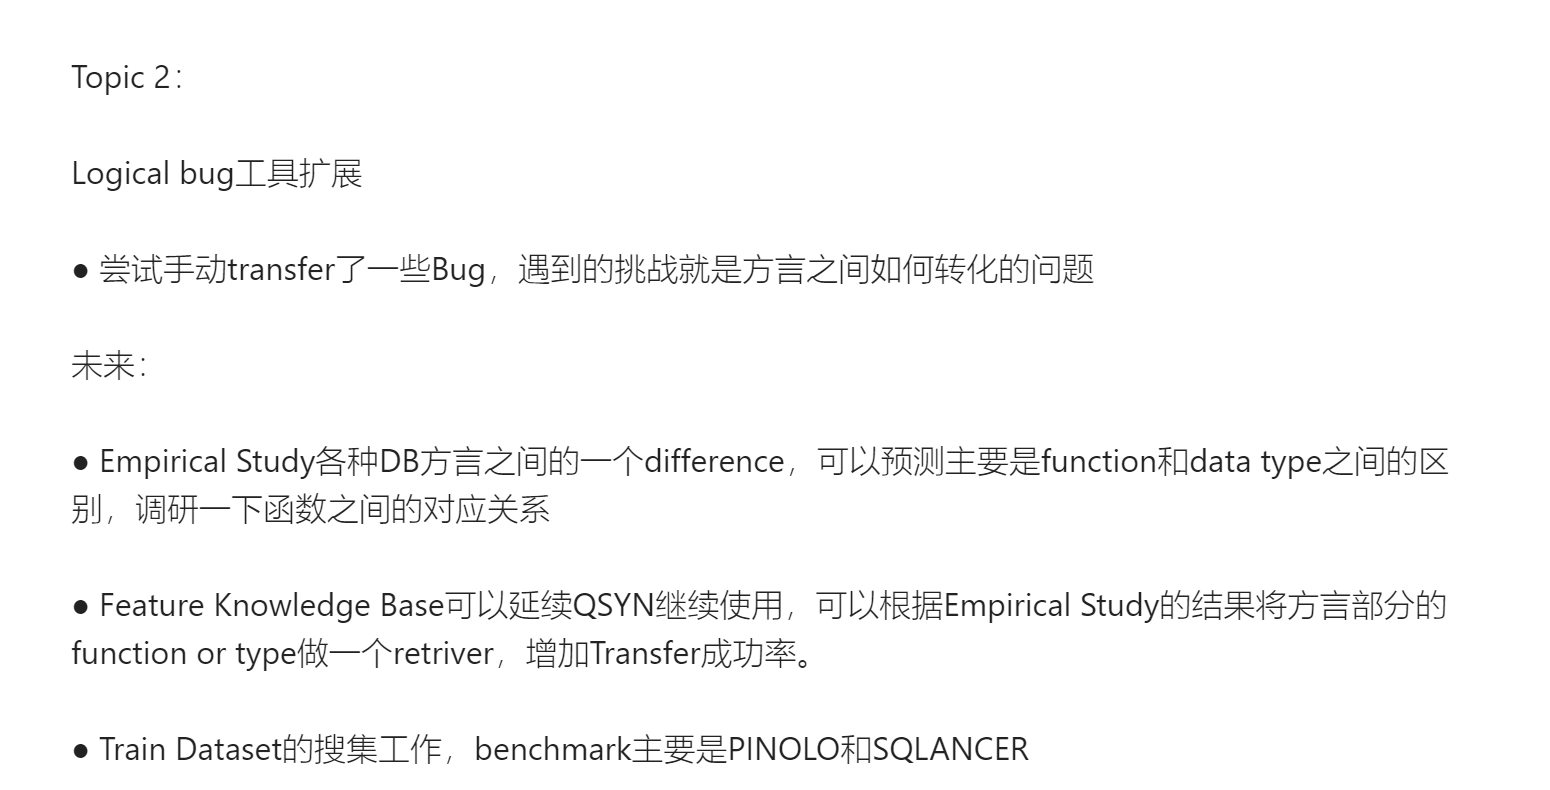 Topic 2：
Logical bug工具扩展
● 尝试手动transfer了一些Bug，遇到的挑战就是方言之间如何转化的问题
未来：
● Empirical Study各种DB方言之间的一个difference，可以预测主要是function和data type之间的区
别，调研一下函数之间的对应关系
● Feature Knowledge Base可以延续QSYN继续使用，可以根据Empirical Study的结果将方言部分的
function or type做一个retriver，增加Transfer成功率。
● Train Dataset的搜集工作，benchmark主要是PINOLO和SQLANCER